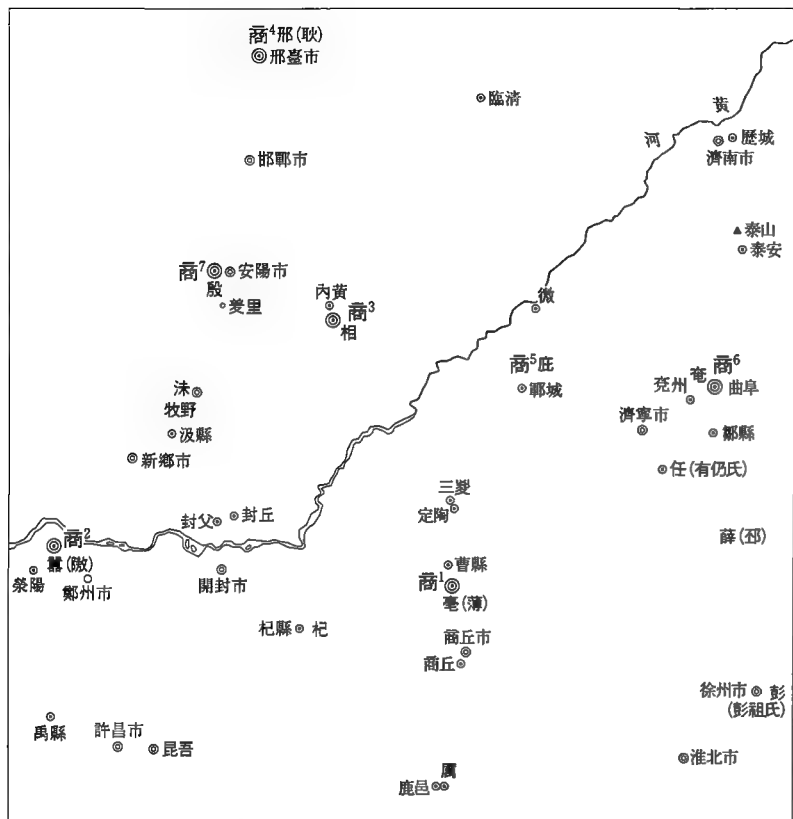 商⁴邢(耿)
邢臺市
臨清
黃
河
歷城
濟南市
邯鄲市
泰山
泰安
商⁷
安陽市
殷
羑里
內黃
商³
相
微
商⁵庇
鄆城
商⁶
奄
曲阜
兗州
沬
牧野
汲縣
濟寧市
鄒縣
新鄉市
任(有仍氏)
三㚇
定陶
封父
封丘
薛(邳)
商²
囂(隞)
滎陽
鄭州市
開封市
曹縣
商¹
亳(薄)
杞縣
杞
商丘市
商丘
徐州市
彭
(彭祖氏)
禹縣
許昌市
昆吾
淮北市
厲
鹿邑